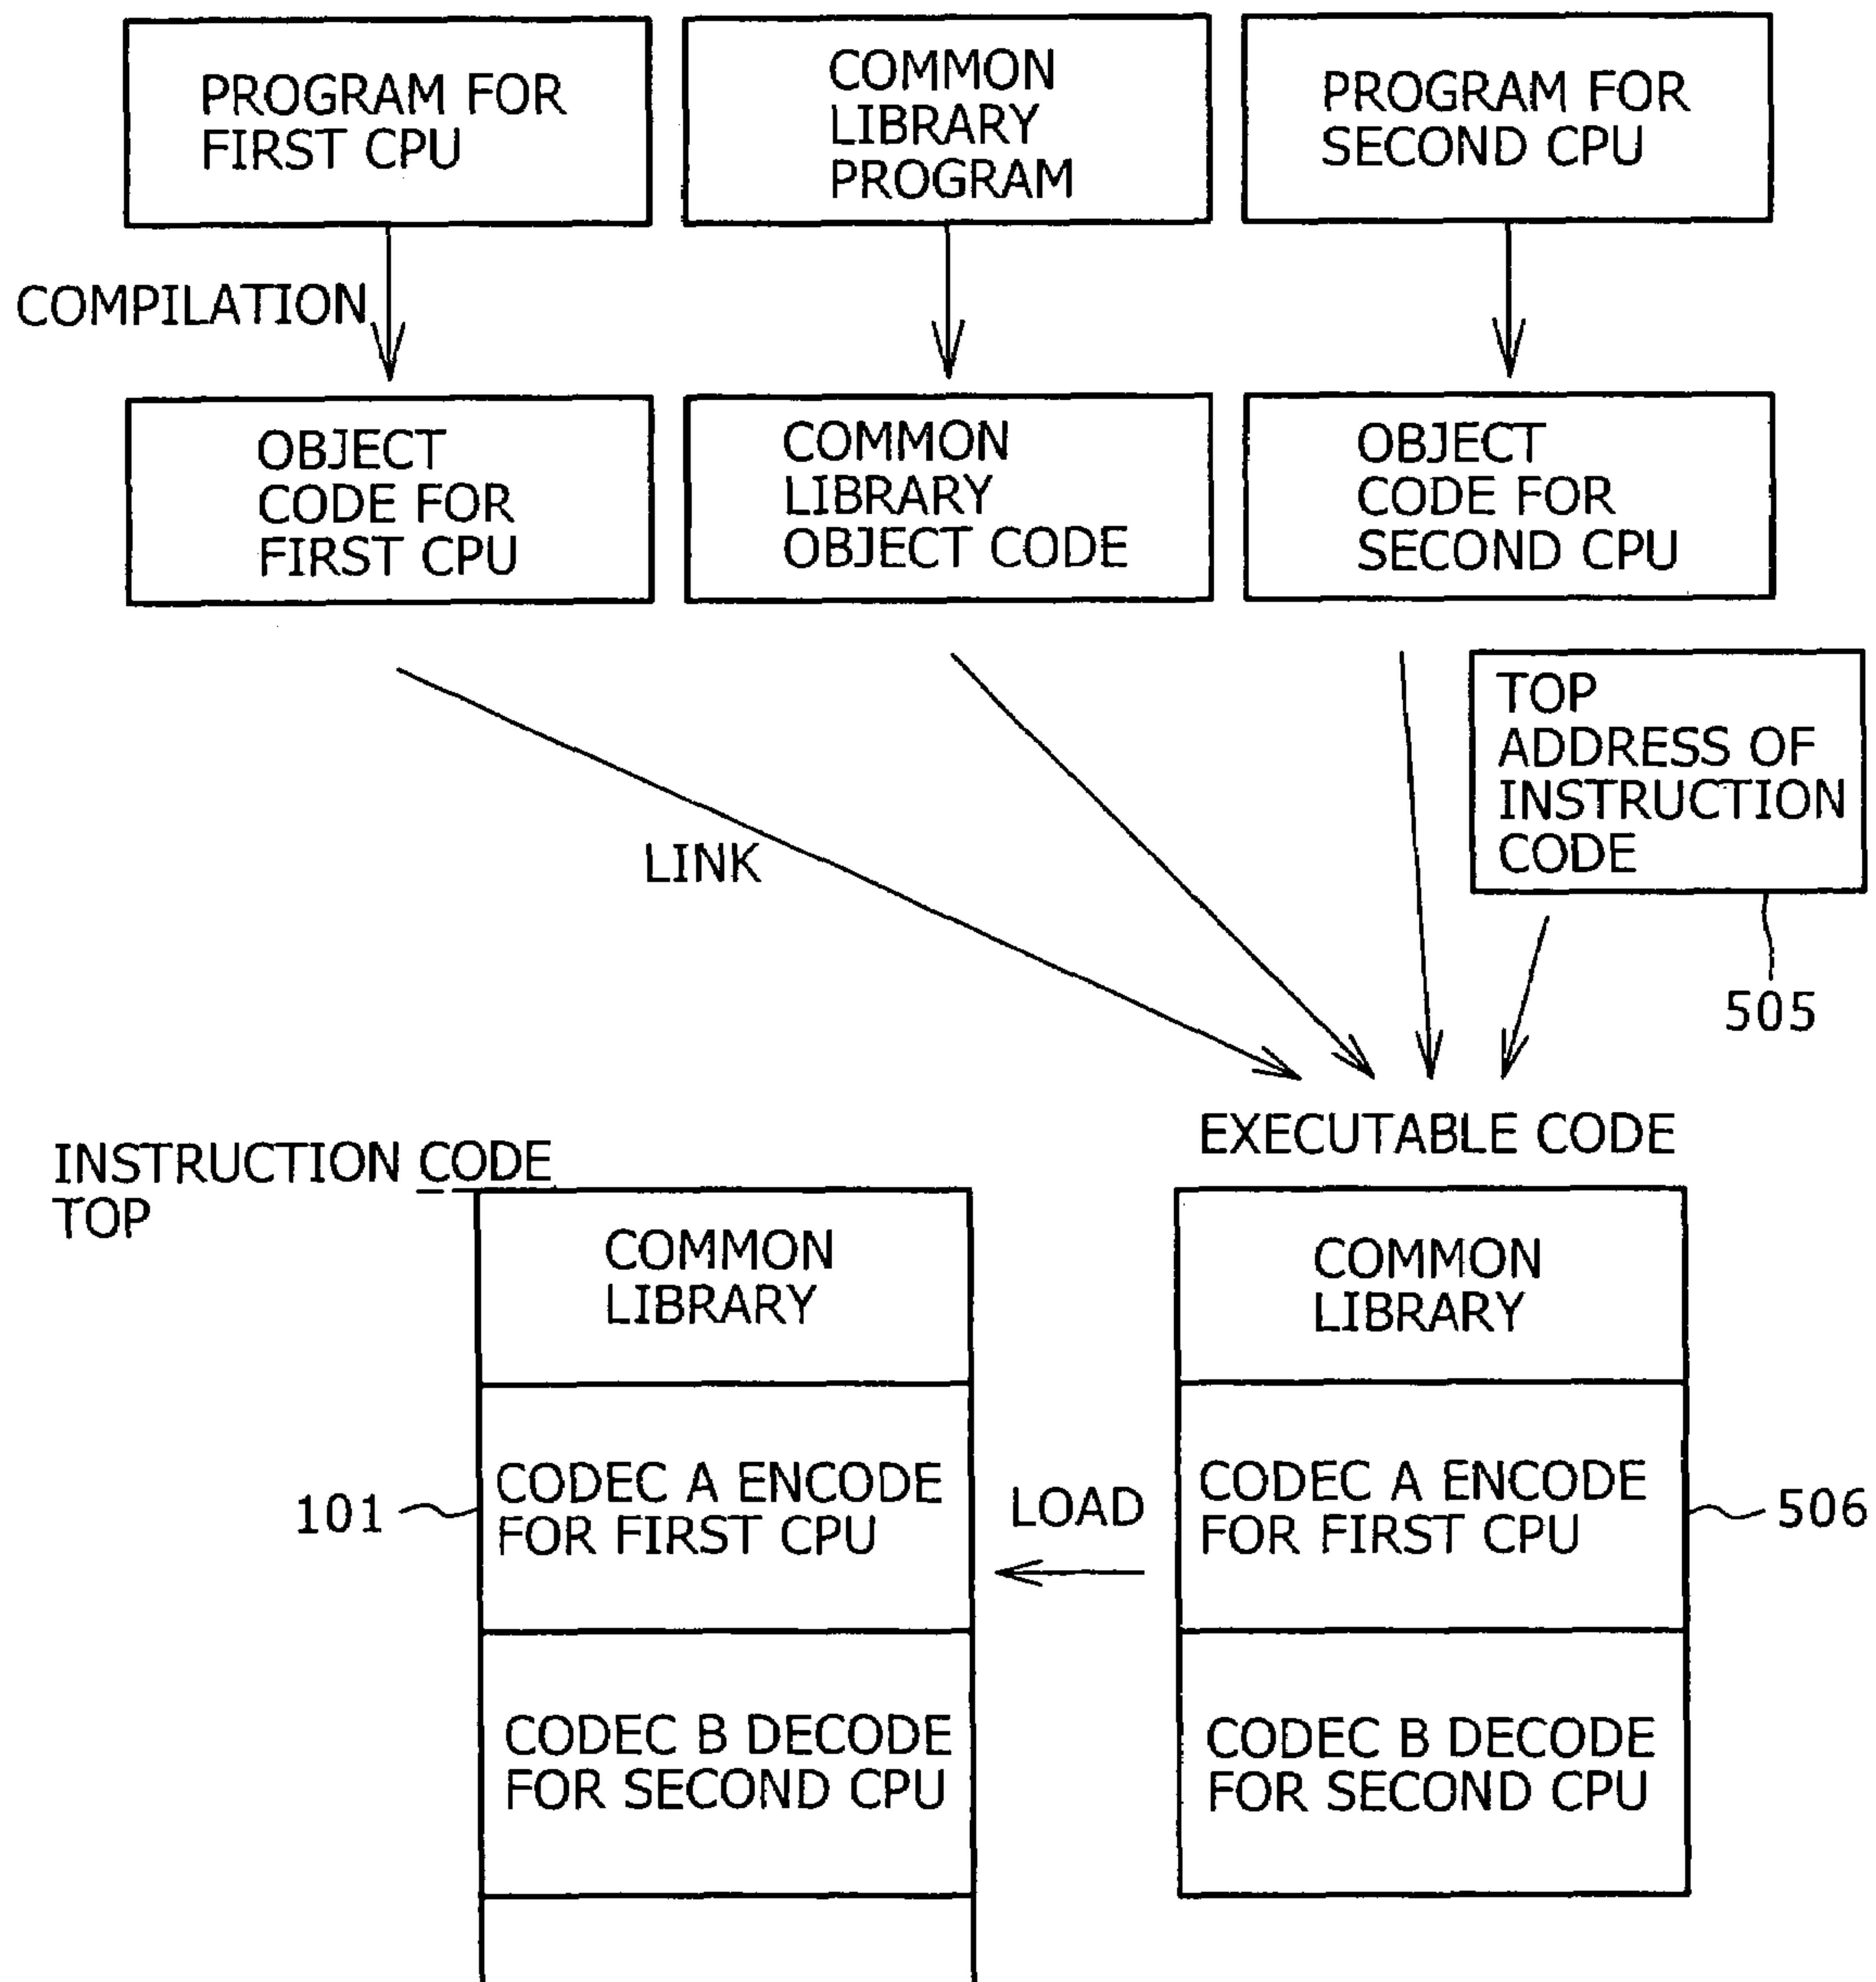 PROGRAM FOR
FIRST CPU
COMMON
LIBRARY
PROGRAM
PROGRAM FOR
SECOND CPU
COMPILATION
OBJECT
CODE FOR
FIRST CPU
COMMON
LIBRARY
OBJECT CODE
OBJECT
CODE FOR
SECOND CPU
TOP
ADDRESS OF
INSTRUCTION
CODE
LINK
505
EXECUTABLE CODE
INSTRUCTION CODE
TOP
COMMON
LIBRARY
COMMON
LIBRARY
101
CODEC A ENCODE
FOR FIRST CPU
LOAD
CODEC A ENCODE
FOR FIRST CPU
506
CODEC B DECODE
FOR SECOND CPU
CODEC B DECODE
FOR SECOND CPU